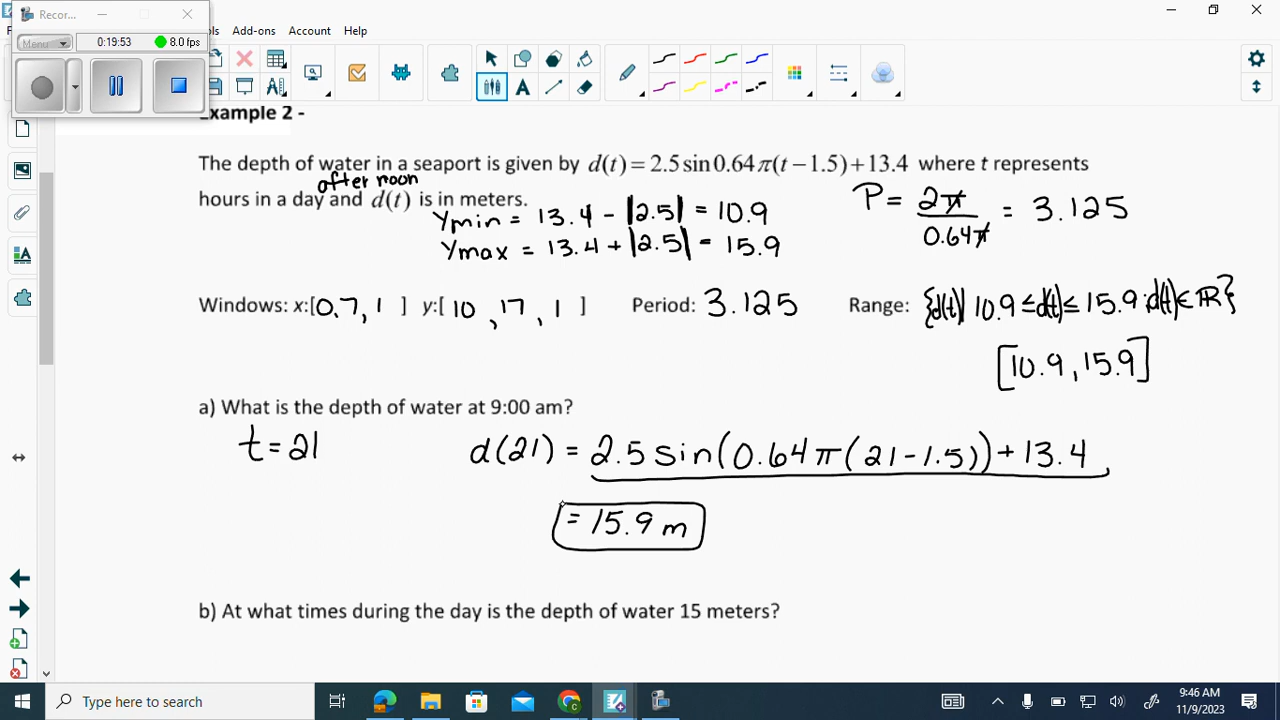 Recor...
Menu
0:19:53
8.0 fps
ls Add-ons Account Help
Example 2 -
The depth of water in a seaport is given by d(t) = 2.5 sin 0.64 π(t − 1.5) + 13.4 where t represents
after noon
hours in a day and d(t) is in meters.
Ymin = 13.4 - |2.5| = 10.9
Ymax = 13.4 + |2.5| = 15.9
P = 2π / 0.64π = 3.125
Windows: x:[0,7,1 ] y:[ 10 ,17, 1 ] Period: 3.125 Range: {d(t)| 10.9 ≤ d(t) ≤ 15.9 , d(t) ∈ ℝ}
[10.9, 15.9]
a) What is the depth of water at 9:00 am?
t = 21 d(21) = 2.5 sin(0.64 π (21 - 1.5)) + 13.4
= 15.9 m
b) At what times during the day is the depth of water 15 meters?
Type here to search
9:46 AM
11/9/2023